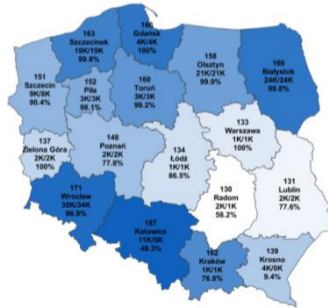 166
Gdańsk
4K/4K
100%
163
Szczecinek
19K/19K
99.8%
158
Olsztyn
21K/21K
99.9%
166
Białystok
24K/24K
99.8%
151
Szczecin
9K/8K
90.4%
152
Piła
3K/3K
98.1%
160
Toruń
3K/3K
99.2%
133
Warszawa
1K/1K
100%
137
Zielona Góra
2K/2K
100%
148
Poznań
2K/2K
77.8%
134
Łódź
1K/1K
86.5%
131
Lublin
2K/2K
77.6%
130
Radom
2K/1K
58.2%
171
Wrocław
35K/34K
96.9%
187
Katowice
11K/5K
48.3%
162
Kraków
1K/1K
76.8%
139
Krosno
4K/0K
9.4%